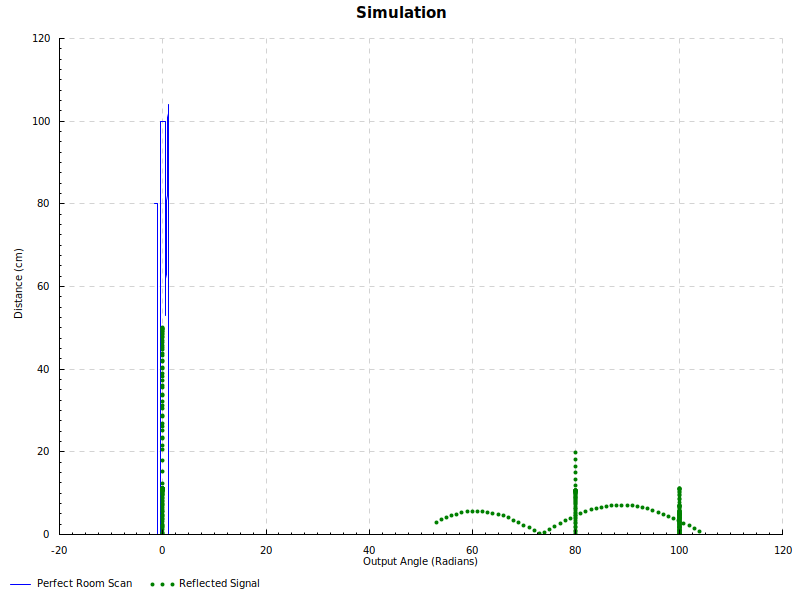 Simulation
120
100
80
60
40
20
0
Distance (cm)
-20 0 20 40 60 80 100 120
Output Angle (Radians)
Perfect Room Scan Reflected Signal